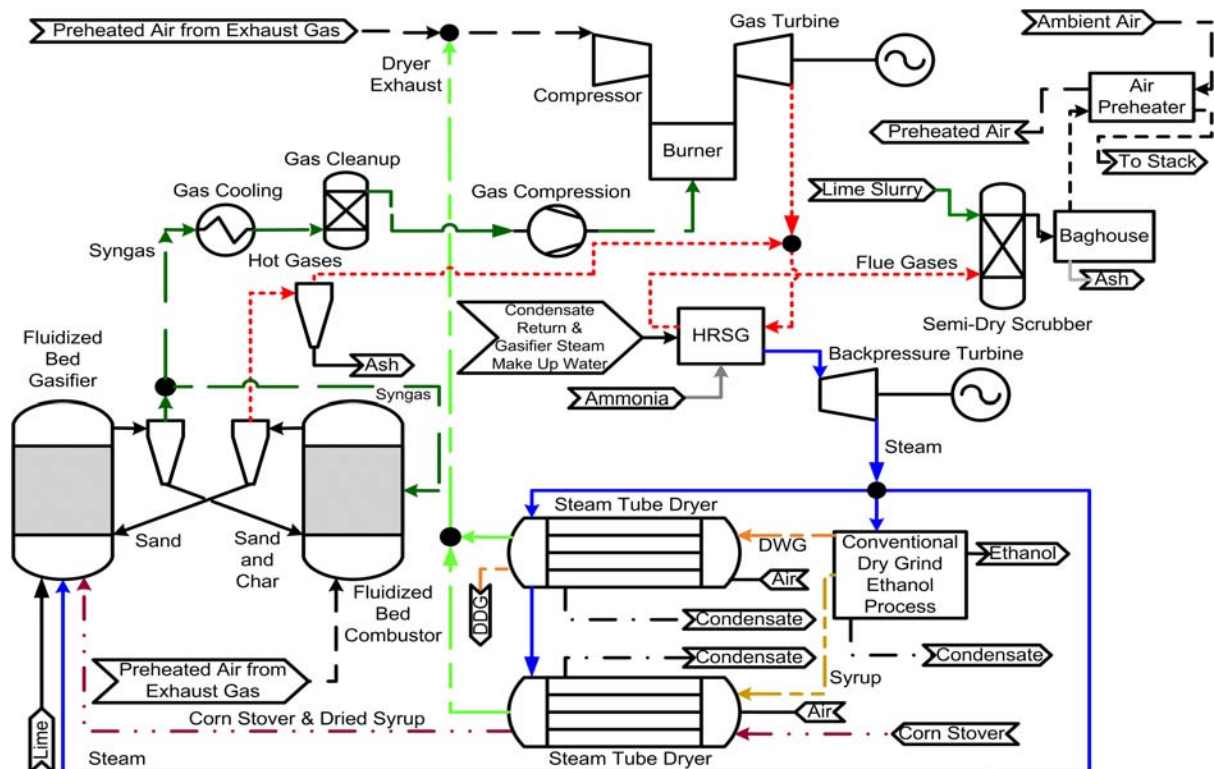 Preheated Air from Exhaust Gas
Dryer
Exhaust
Gas Turbine
Compressor
Burner
Ambient Air
Air
Preheater
Preheated Air
To Stack
Gas Cleanup
Gas Cooling
Gas Compression
Syngas
Hot Gases
Lime Slurry
Baghouse
Ash
Flue Gases
Semi-Dry Scrubber
Condensate
Return &
Gasifier Steam
Make Up Water
HRSG
Ammonia
Backpressure Turbine
Fluidized
Bed
Gasifier
Ash
Syngas
Steam
Sand
Sand
and
Char
Fluidized
Bed
Combustor
Steam Tube Dryer
DWG
Air
DDG
Condensate
Conventional
Dry Grind
Ethanol
Process
Ethanol
Condensate
Condensate
Syrup
Preheated Air from
Exhaust Gas
Air
Corn Stover & Dried Syrup
Corn Stover
Lime
Steam
Steam Tube Dryer